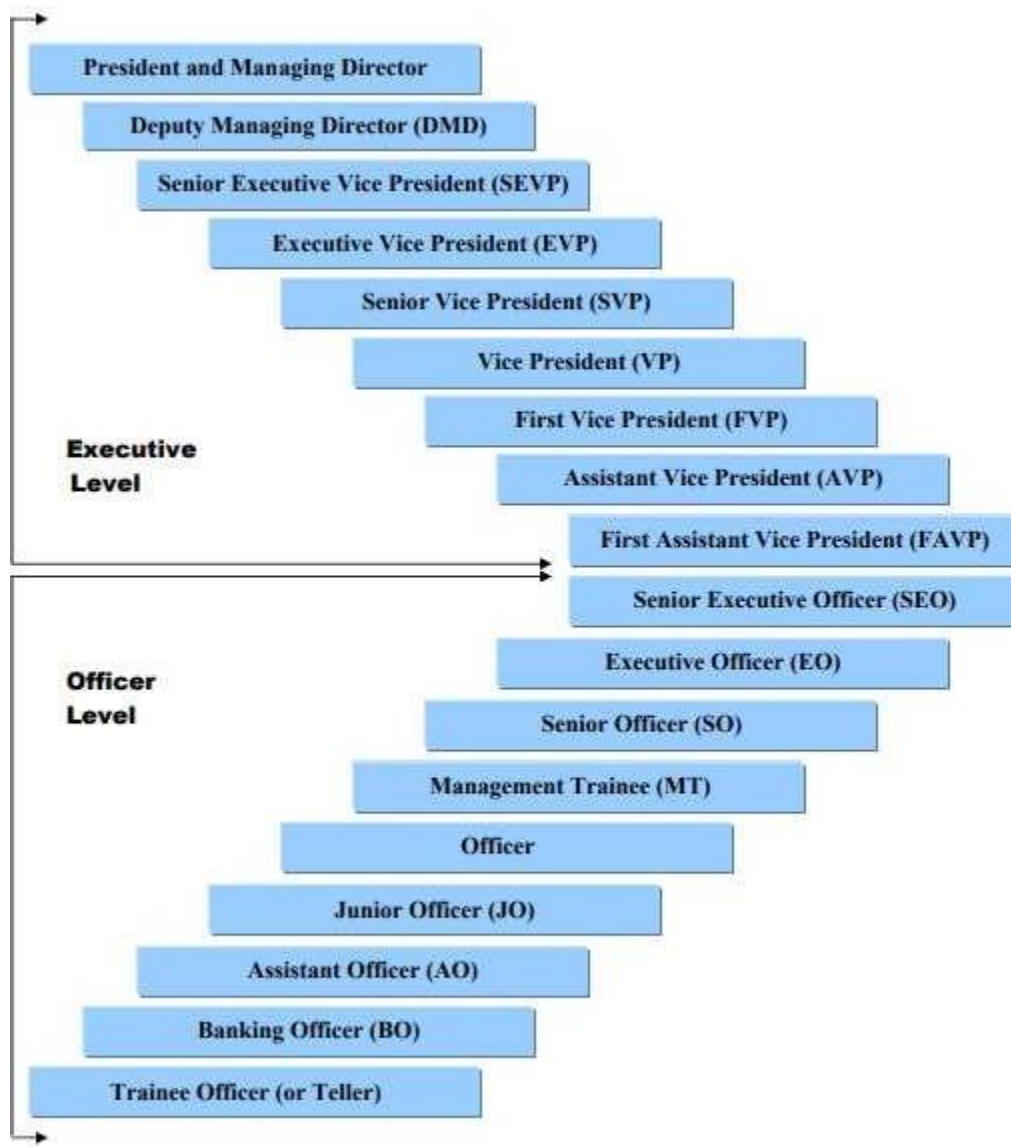 President and Managing Director
Deputy Managing Director (DMD)
Senior Executive Vice President (SEVP)
Executive Vice President (EVP)
Senior Vice President (SVP)
Vice President (VP)
First Vice President (FVP)
Executive
Level
Assistant Vice President (AVP)
First Assistant Vice President (FAVP)
Senior Executive Officer (SEO)
Executive Officer (EO)
Officer
Level
Senior Officer (SO)
Management Trainee (MT)
Officer
Junior Officer (JO)
Assistant Officer (AO)
Banking Officer (BO)
Trainee Officer (or Teller)